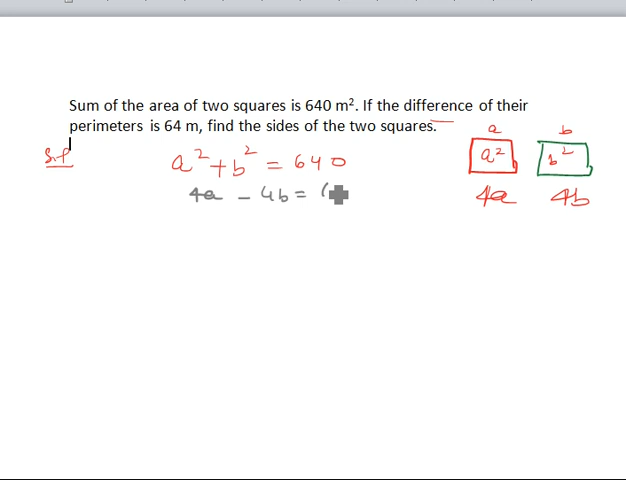 Sum of the area of two squares is 640 m². If the difference of their
perimeters is 64 m, find the sides of the two squares.
a b
Sol
a² + b² = 640
a² b²
4a - 4b = (
4a 4b